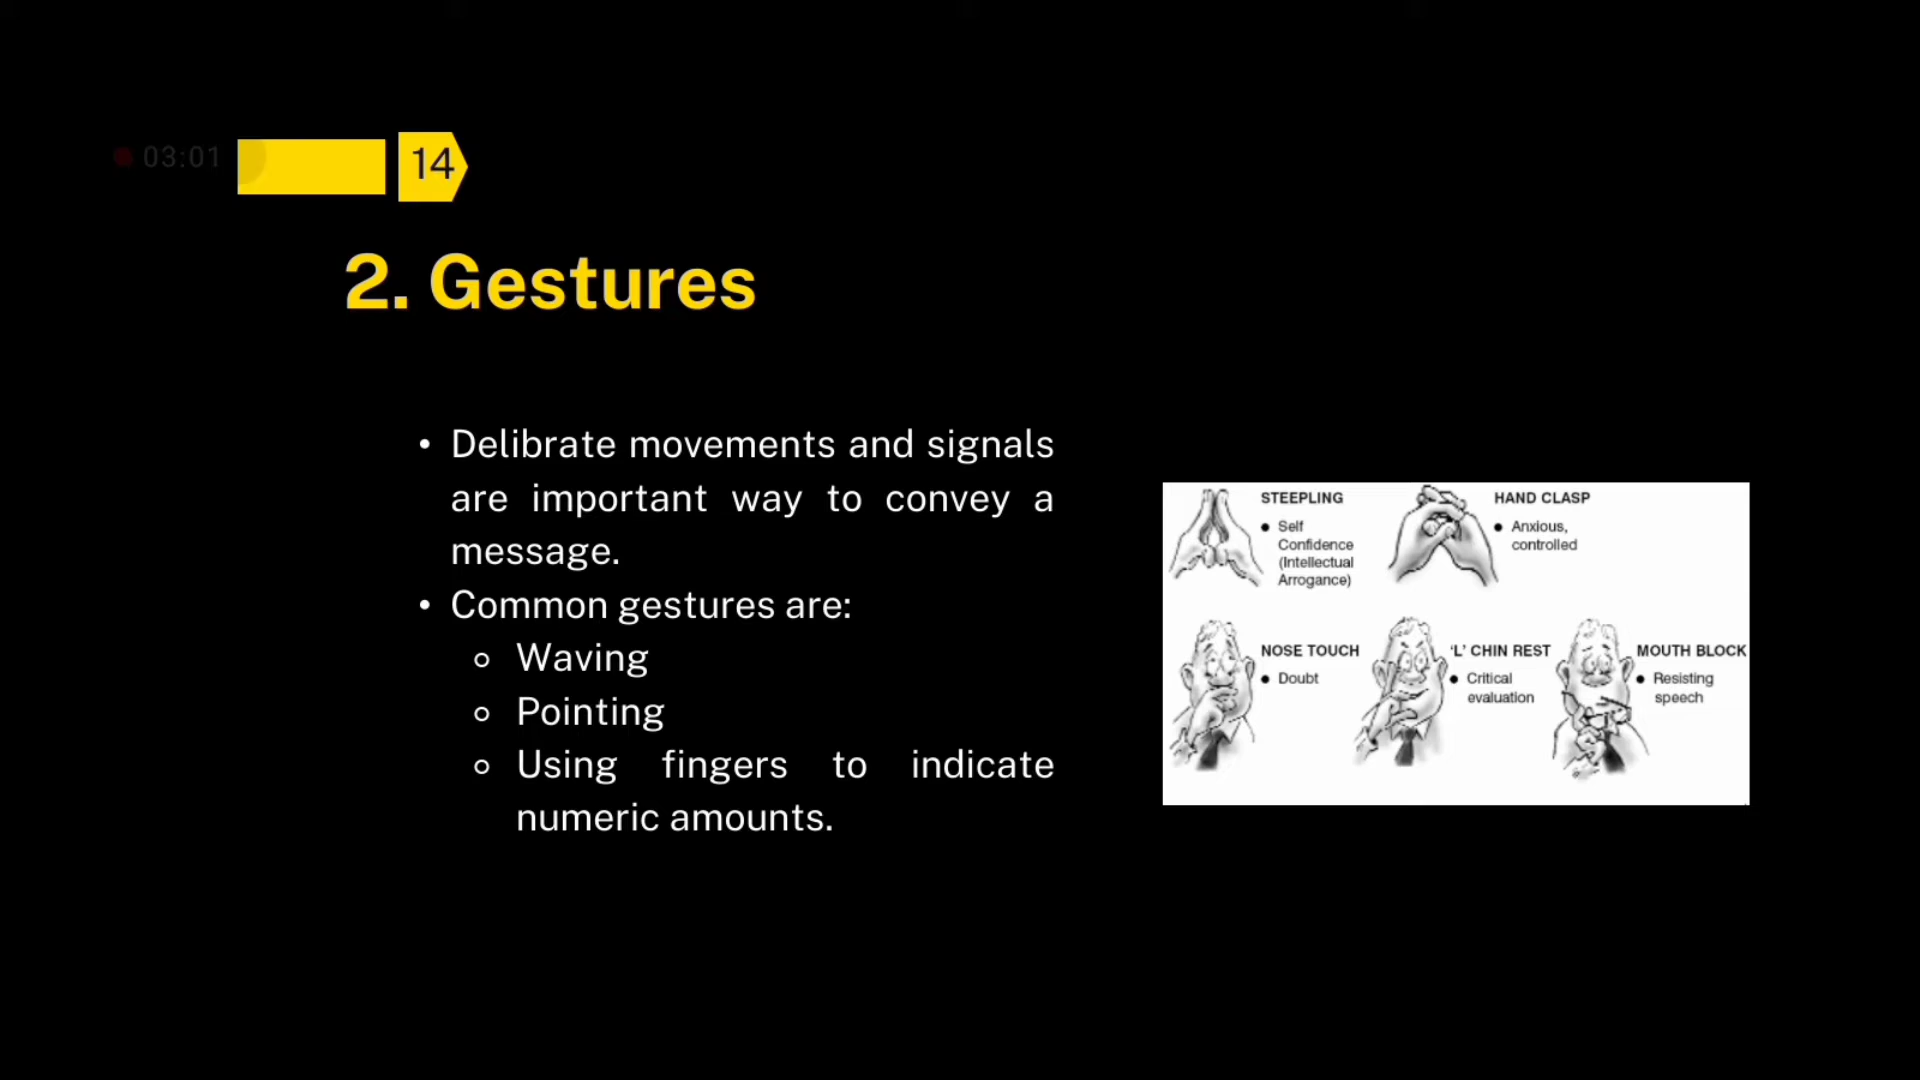 03:01
14
2. Gestures
• Delibrate movements and signals
are important way to convey a
message.
• Common gestures are:
Waving
Pointing
Using fingers to indicate
numeric amounts.
STEEPLING
• Self
Confidence
(Intellectual
Arrogance)
HAND CLASP
• Anxious,
controlled
NOSE TOUCH
• Doubt
'L' CHIN REST
• Critical
evaluation
MOUTH BLOCK
• Resisting
speech